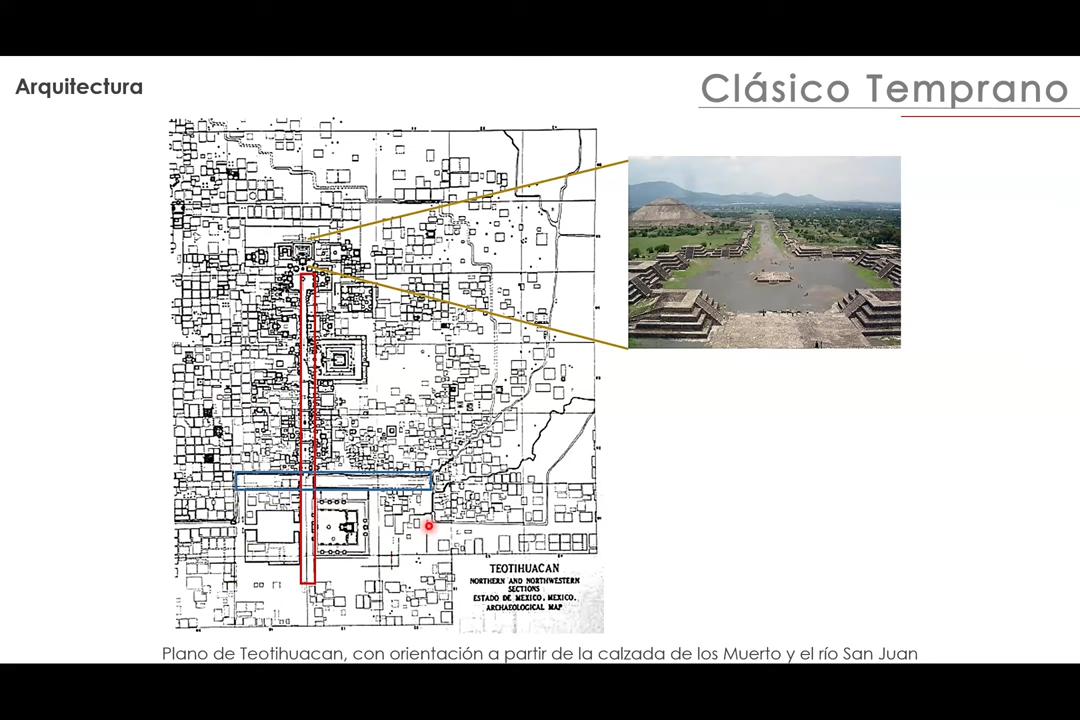 Arquitectura
Clásico Temprano
TEOTIHUACAN
NORTHERN AND NORTHWESTERN
SECTIONS
ESTADO DE MEXICO, MEXICO.
ARCHAEOLOGICAL MAP
Plano de Teotihuacan, con orientación a partir de la calzada de los Muerto y el río San Juan